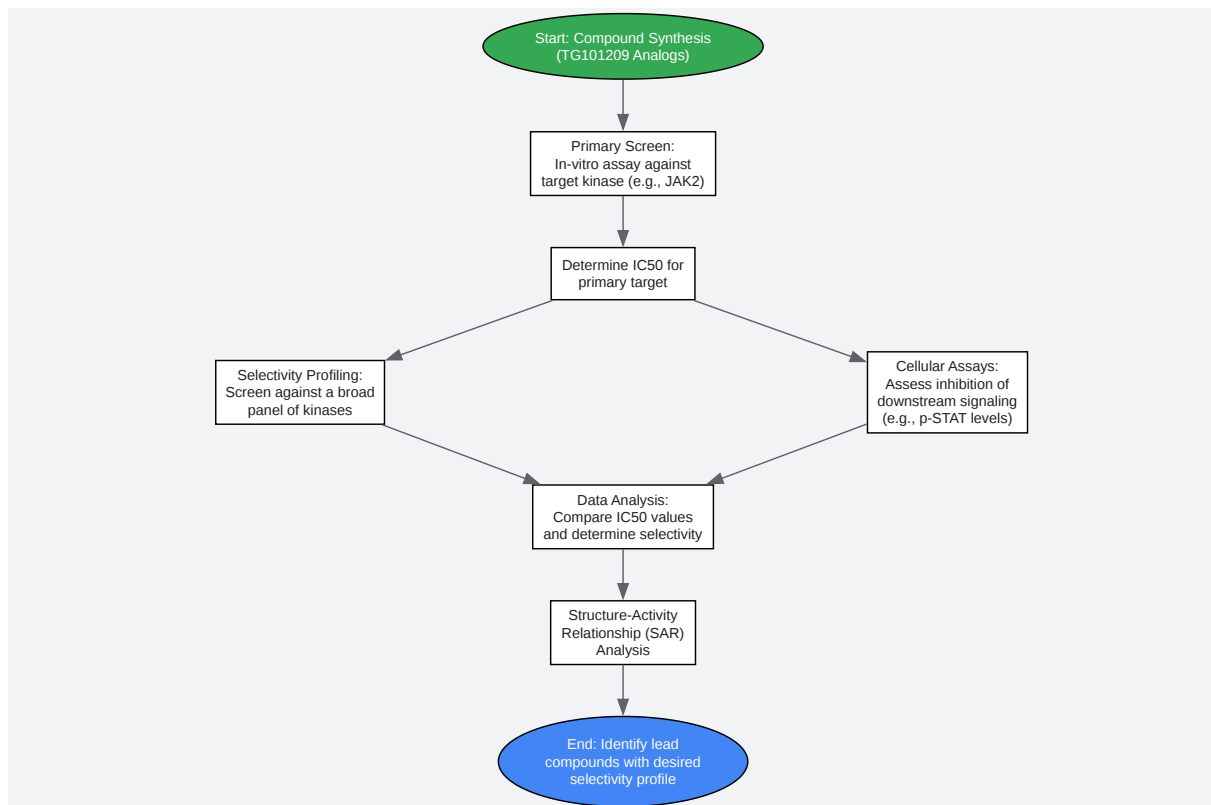 Start: Compound Synthesis
(TG101209 Analogs)
Primary Screen:
In-vitro assay against
target kinase (e.g., JAK2)
Determine IC50 for
primary target
Selectivity Profiling:
Screen against a broad
panel of kinases
Cellular Assays:
Assess inhibition of
downstream signaling
(e.g., p-STAT levels)
Data Analysis:
Compare IC50 values
and determine selectivity
Structure-Activity
Relationship (SAR)
Analysis
End: Identify lead
compounds with desired
selectivity profile